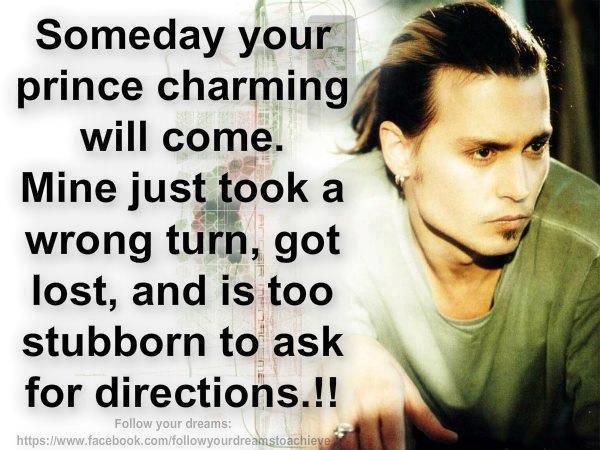 Someday your
prince charming
will come.
Mine just took a
wrong turn, got
lost, and is too
stubborn to ask
for directions.!!
Follow your dreams:
https://www.facebook.com/followyourdreamstoachieve